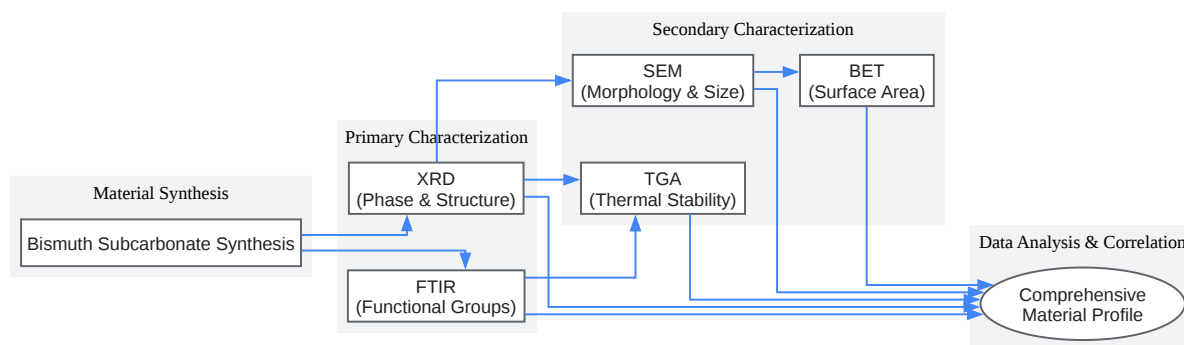 Material Synthesis
Bismuth Subcarbonate Synthesis
Primary Characterization
XRD
(Phase & Structure)
FTIR
(Functional Groups)
Secondary Characterization
SEM
(Morphology & Size)
BET
(Surface Area)
TGA
(Thermal Stability)
Data Analysis & Correlation
Comprehensive
Material Profile